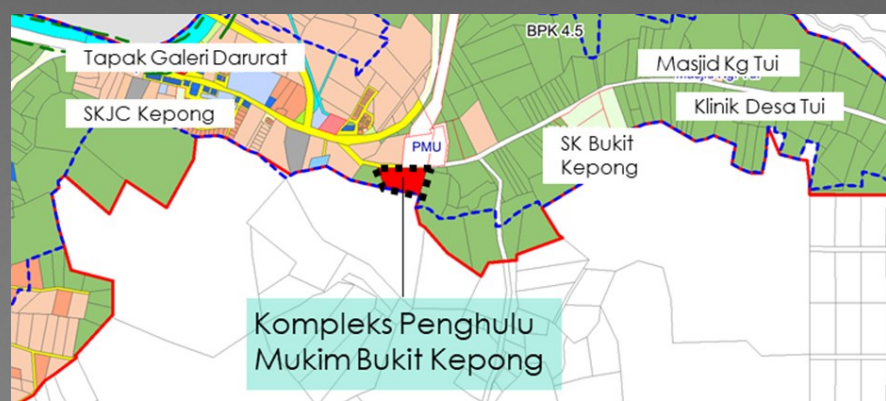 BPK 4.5
Tapak Galeri Darurat
Masjid Kg Tui
SKJC Kepong
Klinik Desa Tui
PMU
SK Bukit
Kepong
Kompleks Penghulu
Mukim Bukit Kepong